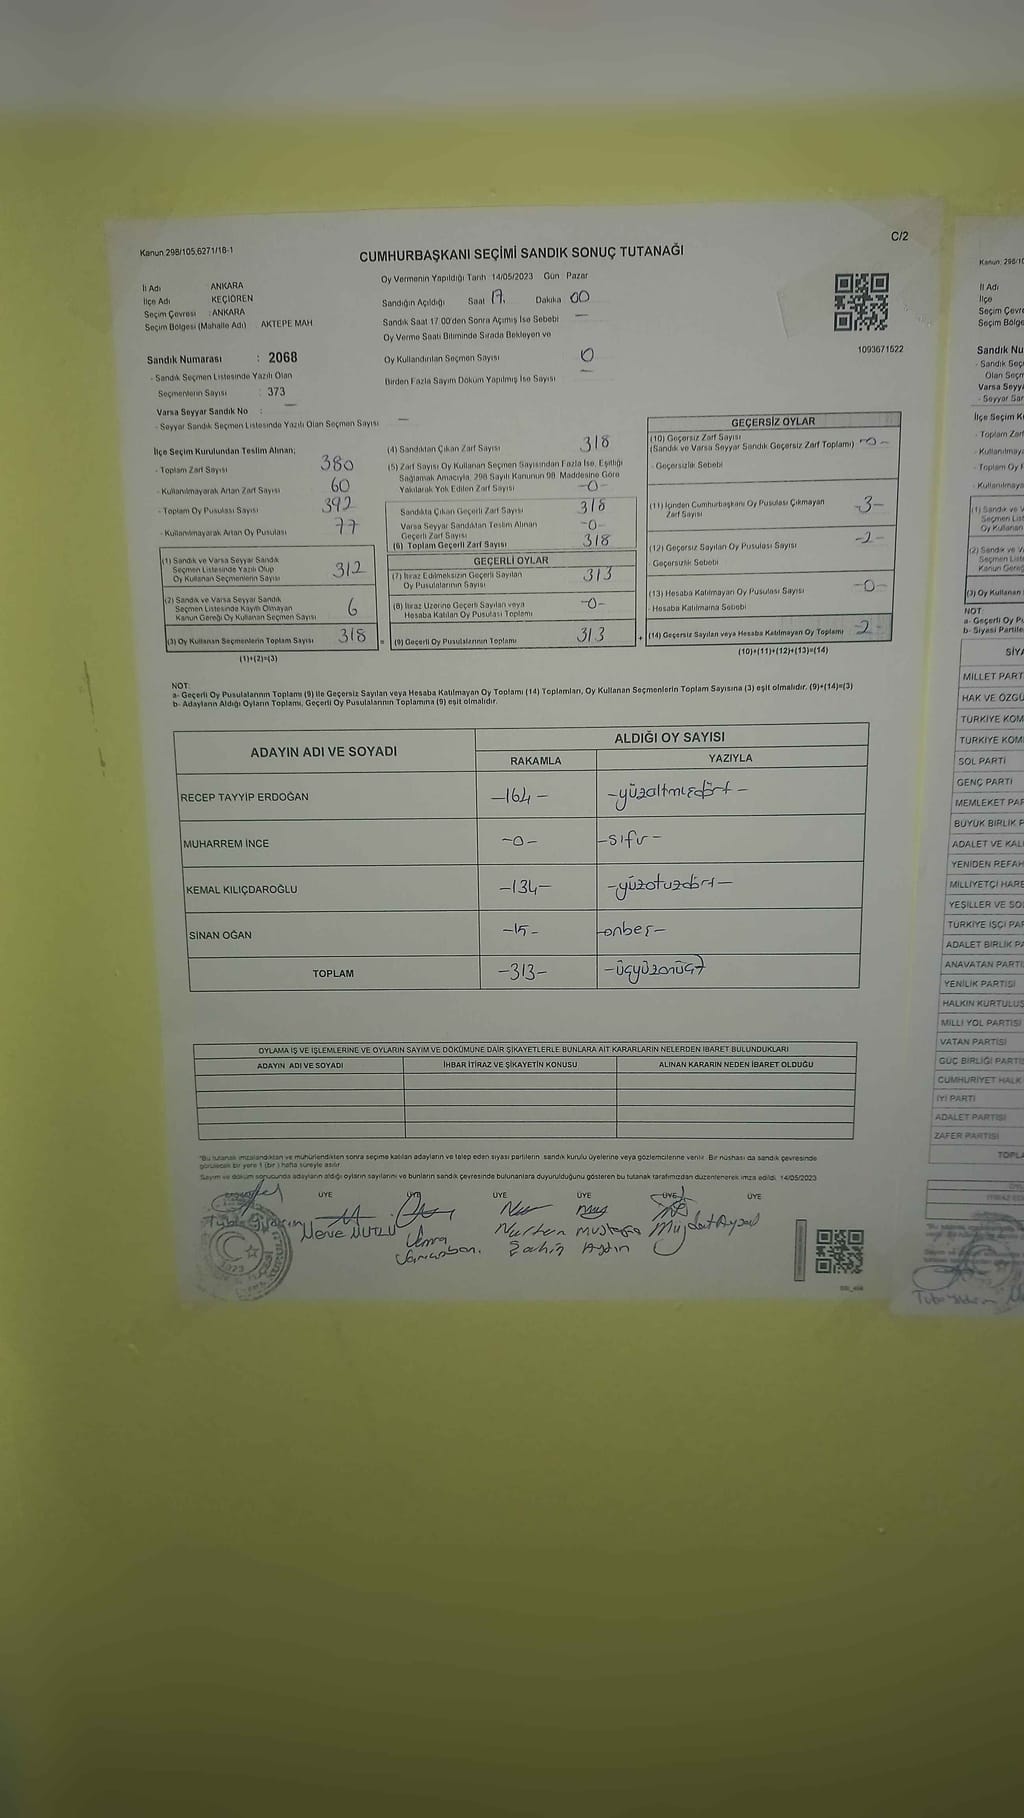 Kanun 298/105,6271/16-1
C/2
CUMHURBAŞKANI SEÇİMİ SANDIK SONUÇ TUTANAĞI
İl Adı ANKARA
İlçe Adı KEÇİÖREN
Seçim Çevresi : ANKARA
Seçim Bölgesi (Mahalle Adı) AKTEPE MAH
Sandık Numarası : 2068
- Sandık Seçmen Listesinde Yazılı Olan
Seçmenlerin Sayısı : 373
Varsa Seyyar Sandık No : —
- Seyyar Sandık Seçmen Listesinde Yazılı Olan Seçmen Sayısı —
Oy Vermenin Yapıldığı Tarih 14/05/2023 Gün Pazar
Sandığın Açıldığı Saat 17. Dakika 00
Sandık Saat 17 00'den Sonra Açımış İse Sebebi —
Oy Verme Saati Bitiminde Sırada Bekleyen ve
Oy Kullandırılan Seçmen Sayısı 0
Birden Fazla Sayım Döküm Yapılmış İse Sayısı —
1093671522
İlçe Seçim Kurulundan Teslim Alınan;
- Toplam Zarf Sayısı 380
- Kullanılmayarak Artan Zarf Sayısı 60
- Toplam Oy Pusulası Sayısı 392
- Kullanılmayarak Artan Oy Pusulası 77
(1) Sandık ve Varsa Seyyar Sandık
Seçmen Listesinde Yazılı Olup
Oy Kullanan Seçmenlerin Sayısı 312
(2) Sandık ve Varsa Seyyar Sandık
Seçmen Listesinde Kayıtlı Olmayan
Kanun Gereği Oy Kullanan Seçmen Sayısı 6
(3) Oy Kullanan Seçmenlerin Toplam Sayısı 318
(1)+(2)=(3)
(4) Sandıktan Çıkan Zarf Sayısı 318
(5) Zarf Sayısı Oy Kullanan Seçmen Sayısından Fazla İse, Eşitliği
Sağlamak Amacıyla, 298 Sayılı Kanunun 98. Maddesine Göre
Yakılarak Yok Edilen Zarf Sayısı -0-
Sandıkta Çıkan Geçerli Zarf Sayısı 318
Varsa Seyyar Sandıktan Teslim Alınan
Geçerli Zarf Sayısı -0-
(6) Toplam Geçerli Zarf Sayısı 318
GEÇERLİ OYLAR
(7) İtiraz Edilmeksizin Geçerli Sayılan
Oy Pusulalarının Sayısı 313
(8) İtiraz Üzerine Geçerli Sayılan veya
Hesaba Katılan Oy Pusulası Toplamı -0-
= (9) Geçerli Oy Pusulalarının Toplamı 313
GEÇERSİZ OYLAR
(10) Geçersiz Zarf Sayısı
(Sandık ve Varsa Seyyar Sandık Geçersiz Zarf Toplamı) -0-
- Geçersizlik Sebebi
(11) İçinden Cumhurbaşkanı Oy Pusulası Çıkmayan
Zarf Sayısı -3-
(12) Geçersiz Sayılan Oy Pusulası Sayısı -2-
- Geçersizlik Sebebi
(13) Hesaba Katılmayan Oy Pusulası Sayısı -0-
- Hesaba Katılmama Sebebi
+ (14) Geçersiz Sayılan veya Hesaba Katılmayan Oy Toplamı -2-
(10)+(11)+(12)+(13)=(14)
NOT:
a- Geçerli Oy Pusulalarının Toplamı (9) ile Geçersiz Sayılan veya Hesaba Katılmayan Oy Toplamı (14) Toplamları, Oy Kullanan Seçmenlerin Toplam Sayısına (3) eşit olmalıdır. (9)+(14)=(3)
b- Adayların Aldığı Oyların Toplamı, Geçerli Oy Pusulalarının Toplamına (9) eşit olmalıdır.
ADAYIN ADI VE SOYADI ALDIĞI OY SAYISI
RAKAMLA YAZIYLA
RECEP TAYYİP ERDOĞAN -164- -yüzaltmışdört-
MUHARREM İNCE -0- -sıfır-
KEMAL KILIÇDAROĞLU -134- -yüzotuzdört-
SİNAN OĞAN -15- -onbeş-
TOPLAM -313- -üçyüzonüç-
OYLAMA İŞ VE İŞLEMLERİNE VE OYLARIN SAYIM VE DÖKÜMÜNE DAİR ŞİKAYETLERLE BUNLARA AİT KARARLARIN NELERDEN İBARET BULUNDUKLARI
ADAYIN ADI VE SOYADI İHBAR İTİRAZ VE ŞİKAYETİN KONUSU ALINAN KARARIN NEDEN İBARET OLDUĞU
*Bu tutanak imzalandıktan ve mühürlendikten sonra seçime katılan adayların ve talep eden siyasi partilerin sandık kurulu üyelerine veya gözlemcilerine verilir. Bir nüshası da sandık çevresinde
görülecek bir yere 1 (bir) hafta süreyle asılır
Sayım ve döküm sonucunda adayların aldığı oyların sayılarını ve bunların sandık çevresinde bulunanlara duyurulduğunu gösteren bu tutanak tarafımızdan düzenlenerek imza edildi. 14/05/2023
ÜYE ÜYE ÜYE ÜYE ÜYE ÜYE
Tuba Yıldırım Merve MUTLU Nurhan Şahin Mustafa Aydın Müjdat Aysal
2023
Kanun: 298/10
İl Adı
İlçe
Seçim Çevre
Seçim Bölge
Sandık Nu
- Sandık Seç
Olan Seçm
Varsa Seyy
- Seyyar San
İlçe Seçim K
- Toplam Zarf
- Kullanılmaya
- Toplam Oy P
- Kullanılmaya
(1) Sandık ve V
Seçmen Lis
Oy Kullanan
(2) Sandık ve V
Seçmen List
Kanun Gereğ
(3) Oy Kullanan
NOT:
a- Geçerli Oy Pu
b- Siyasi Partile
SİYA
MİLLET PART
HAK VE ÖZGÜ
TÜRKİYE KOM
TÜRKİYE KOM
SOL PARTİ
GENÇ PARTİ
MEMLEKET PAR
BÜYÜK BİRLİK P
ADALET VE KAL
YENİDEN REFAH
MİLLİYETÇİ HARE
YEŞİLLER VE SO
TÜRKİYE İŞÇİ PAR
ADALET BİRLİK PA
ANAVATAN PARTİ
YENİLİK PARTİSİ
HALKIN KURTULUŞ
MİLLİ YOL PARTİSİ
VATAN PARTİSİ
GÜÇ BİRLİĞİ PARTİS
CUMHURİYET HALK
İYİ PARTİ
ADALET PARTİSİ
ZAFER PARTİSİ
TOPLA
Tuba Yıldırım